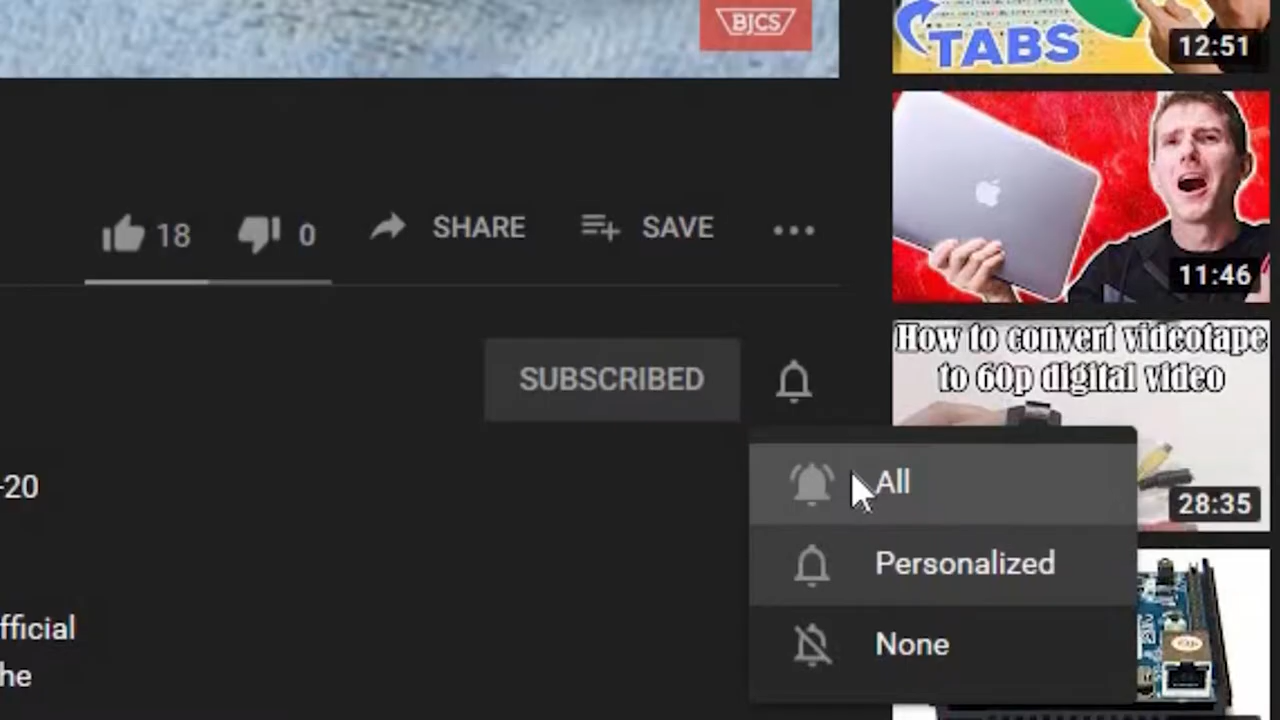 BJCS
TABS
12:51
11:46
18
0
SHARE
SAVE
How to convert videotape
to 60p digital video
28:35
SUBSCRIBED
All
Personalized
None
-20
fficial
he